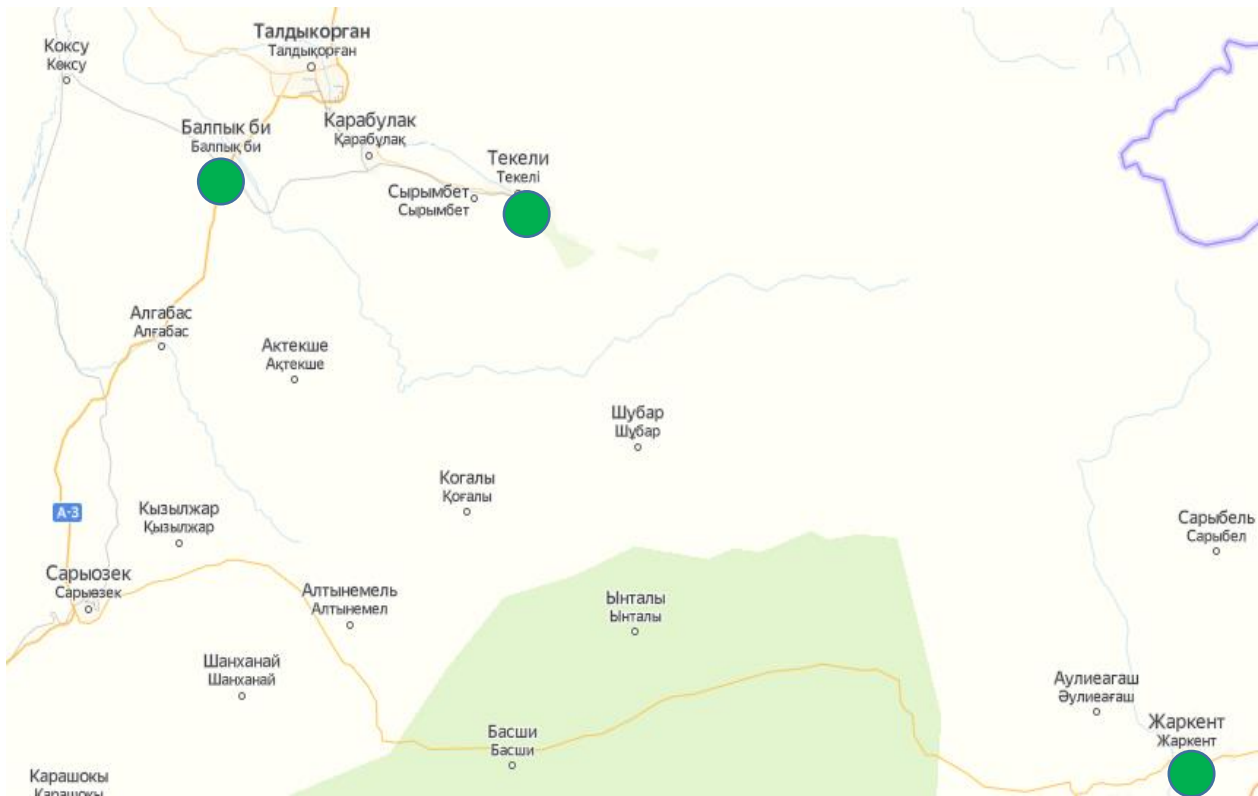 Талдыкорган
Талдықорған
Коксу
Көксу
Балпык би
Балпық би
Карабулак
Қарабұлақ
Текели
Текелі
Сырымбет
Сырымбет
Алгабас
Алғабас
Актекше
Ақтекше
Шубар
Шұбар
Когалы
Қоғалы
А-3
Кызылжар
Қызылжар
Сарыбель
Сарыбел
Сарыозек
Сарыөзек
Алтынемель
Алтынемел
Ынталы
Ынталы
Шанханай
Шанханай
Аулиеагаш
Әулиеағаш
Жаркент
Жаркент
Басши
Басши
Карашокы
Карашокы